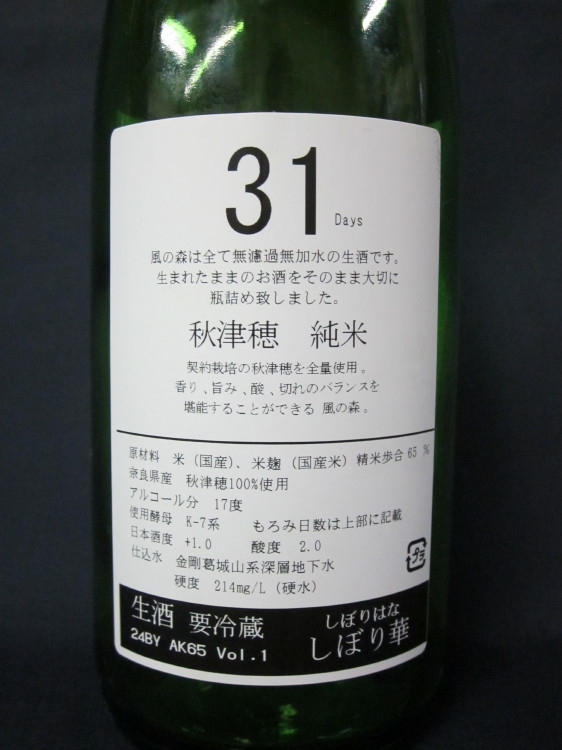 31 Days
風の森は全て無濾過無加水の生酒です。
生まれたままのお酒をそのまま大切に
瓶詰め致しました。
秋津穂 純米
契約栽培の秋津穂を全量使用。
香り、旨み、酸、切れのバランスを
堪能することができる 風の森。
原材料 米（国産）、米麹（国産米）精米歩合 65 %
奈良県産 秋津穂100%使用
アルコール分 17度
使用酵母 K-7系 もろみ日数は上部に記載
日本酒度 +1.0 酸度 2.0
仕込水 金剛葛城山系深層地下水
硬度 214mg/L（硬水）
プラ
生酒 要冷蔵
24BY AK65 Vol.1
しぼりはな
しぼり華